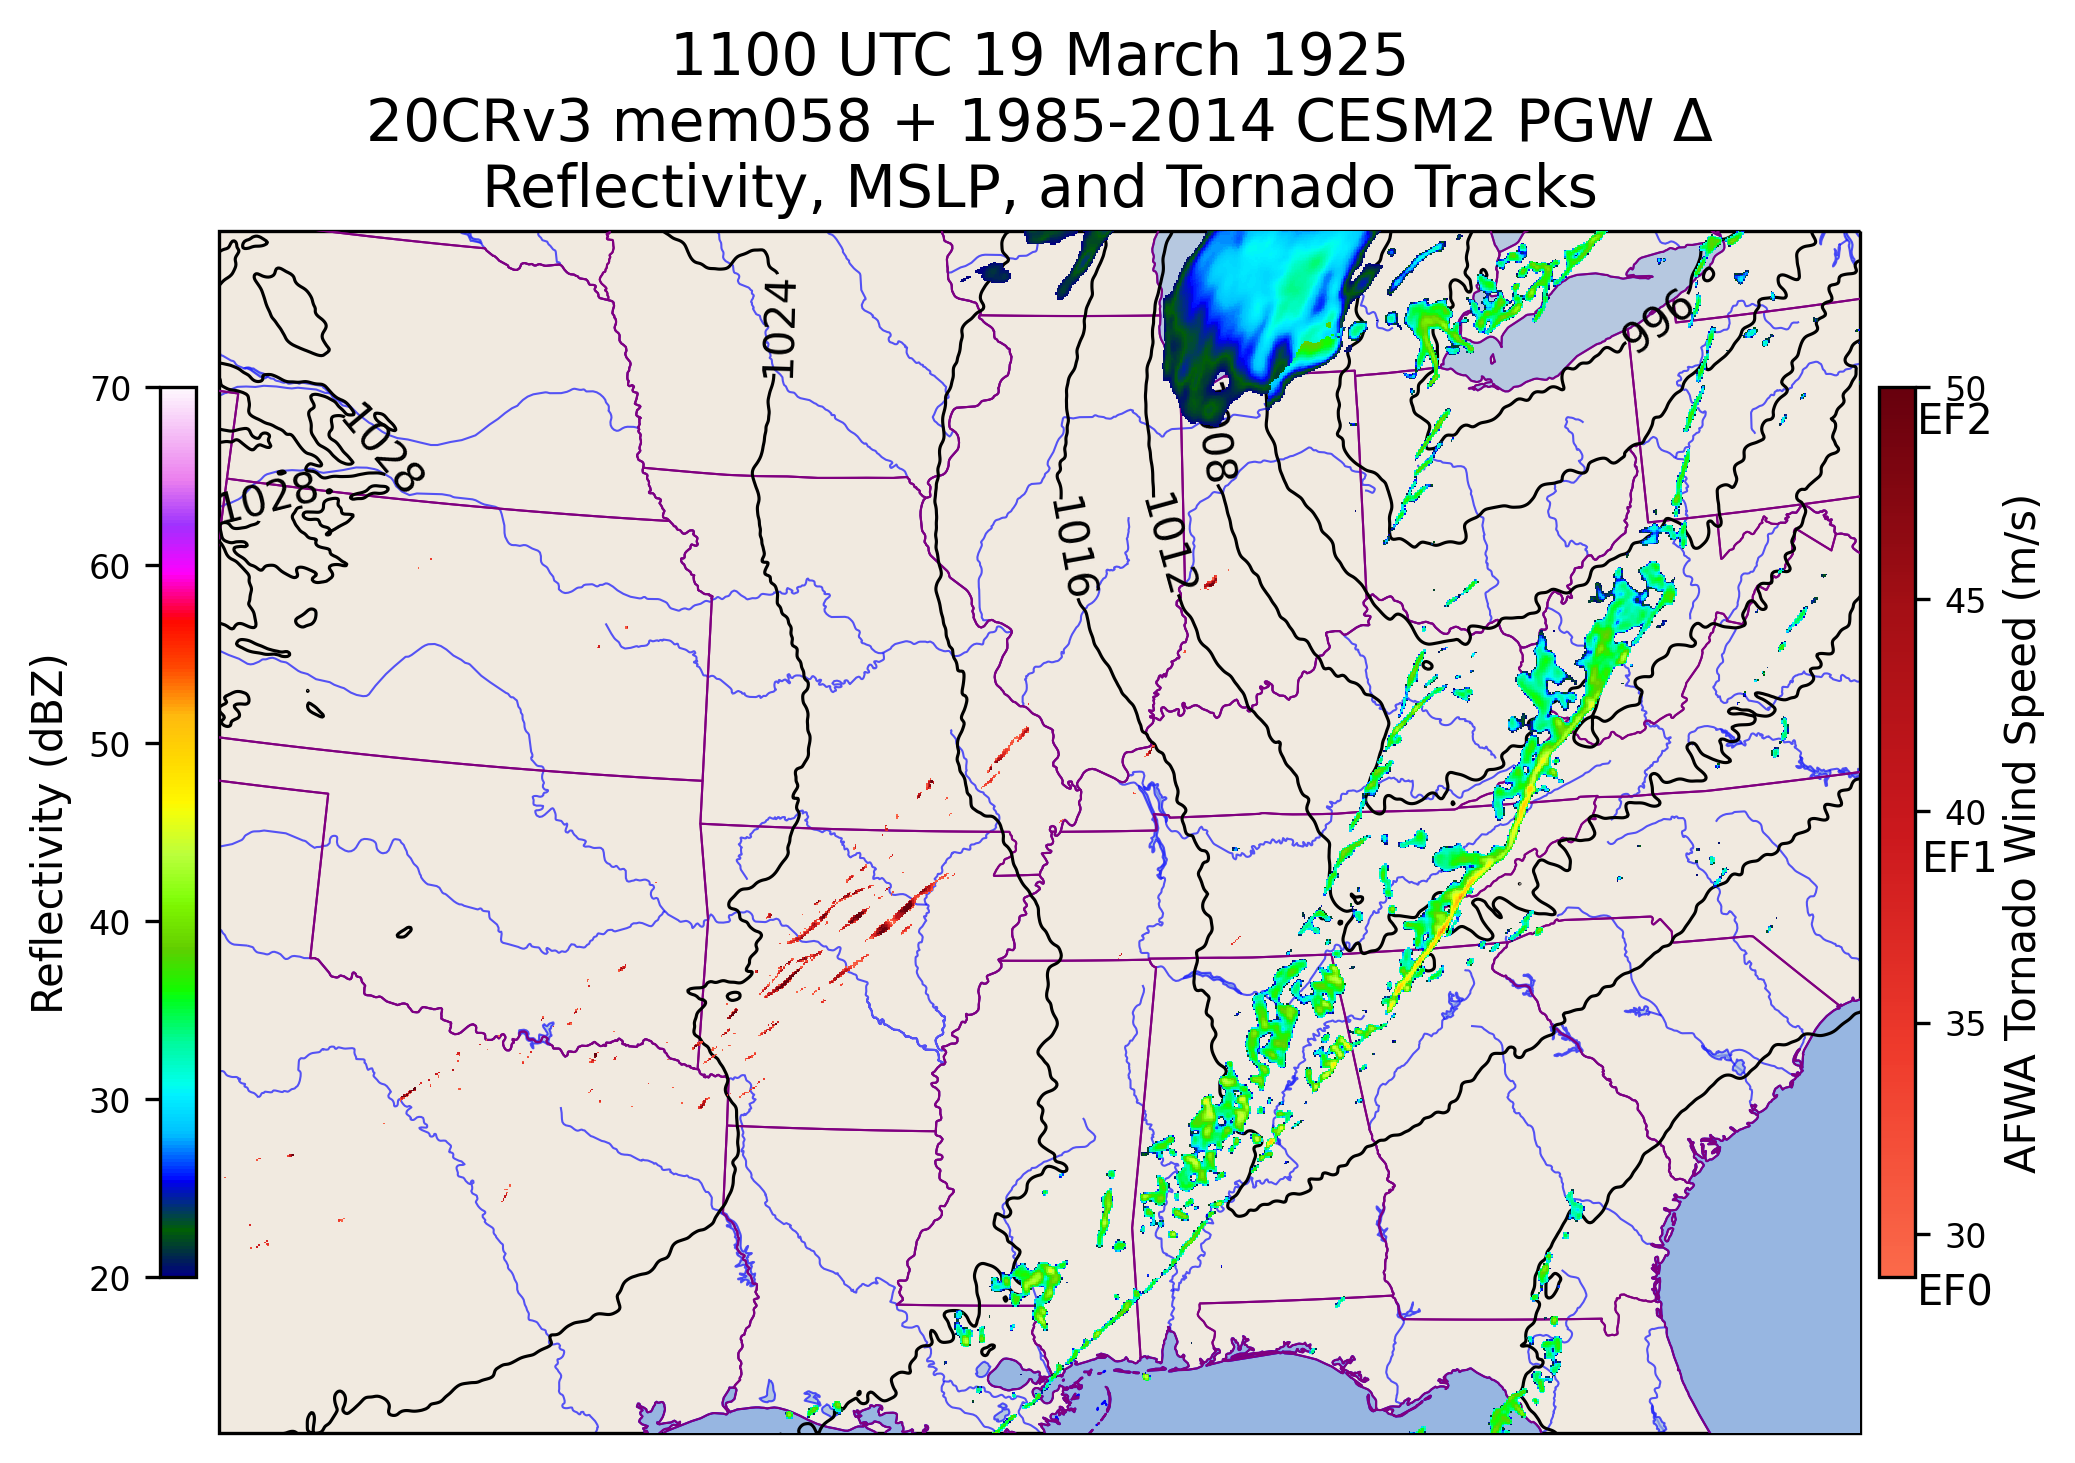 1100 UTC 19 March 1925
20CRv3 mem058 + 1985-2014 CESM2 PGW Δ
Reflectivity, MSLP, and Tornado Tracks
Reflectivity (dBZ)
70
60
50
40
30
20
1024
996
1028
1028
1008
1016
1012
50
EF2
45
40
EF1
35
30
EF0
AFWA Tornado Wind Speed (m/s)